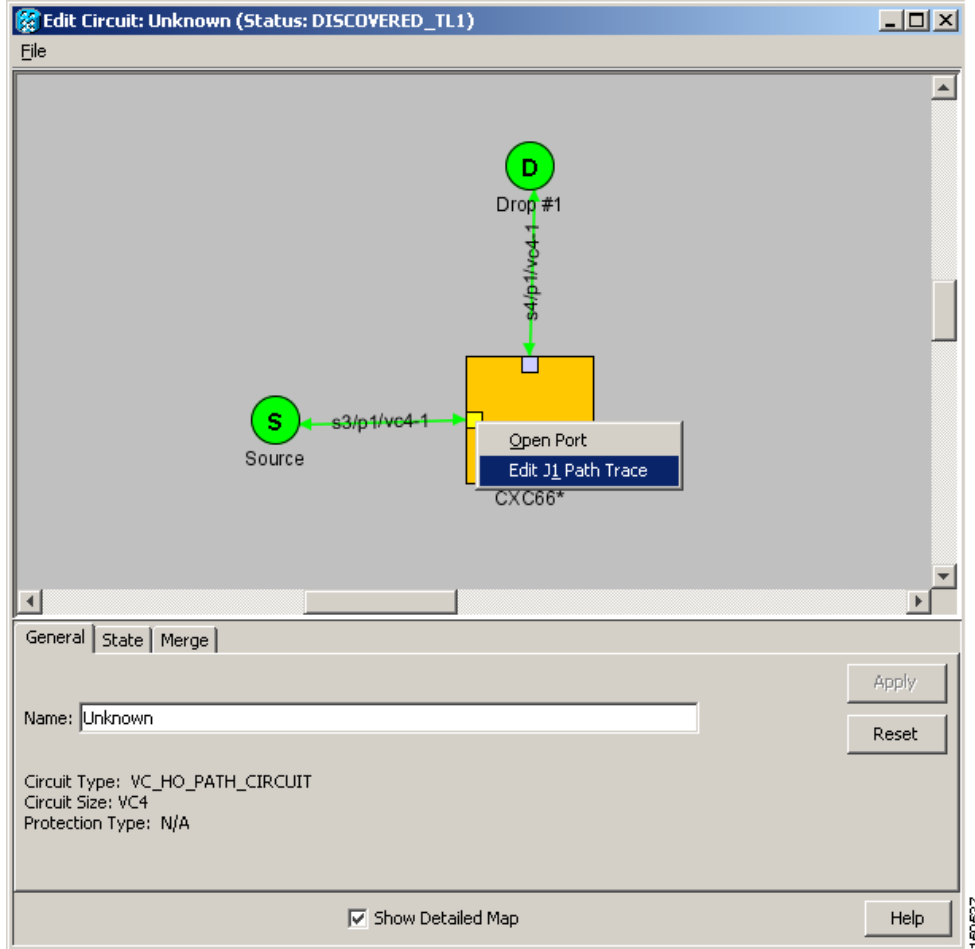 Edit Circuit: Unknown (Status: DISCOVERED_TL1)
File
D
Drop #1
s4/p1/vc4-1
S
Source
s3/p1/vc4-1
Open Port
Edit J1 Path Trace
CXC66*
General State Merge
Apply
Name: Unknown
Reset
Circuit Type: VC_HO_PATH_CIRCUIT
Circuit Size: VC4
Protection Type: N/A
Show Detailed Map
Help